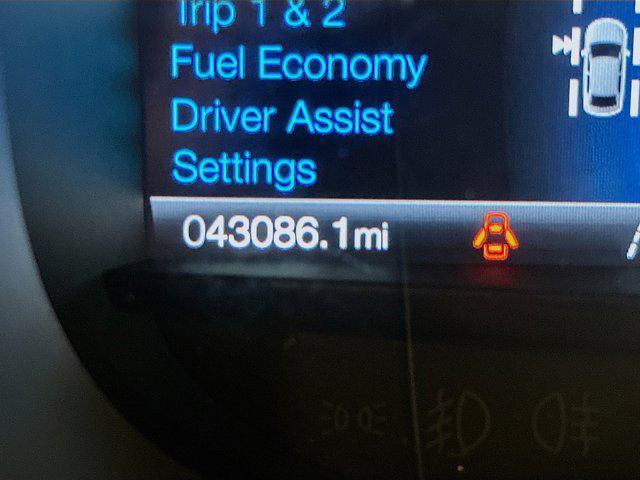 Trip 1 & 2
Fuel Economy
Driver Assist
Settings
043086.1mi